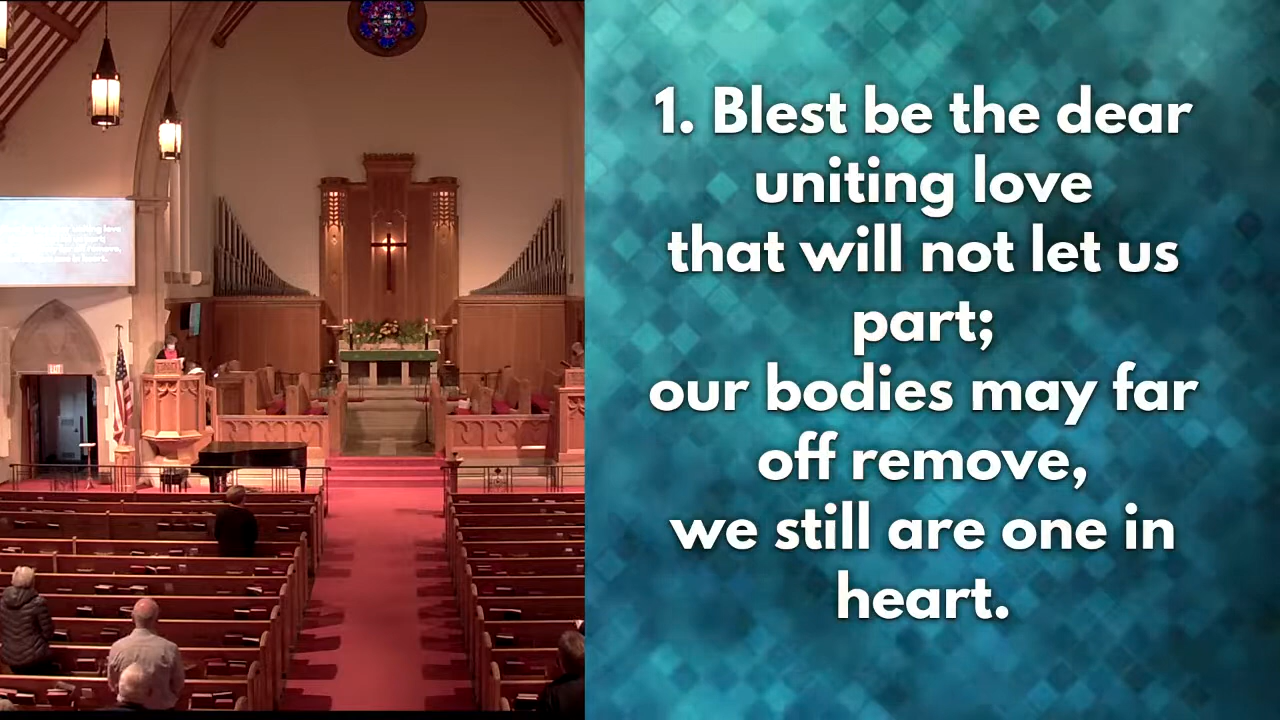 1. Blest be the dear
uniting love
that will not let us
part;
our bodies may far
off remove,
we still are one in
heart.
EXIT